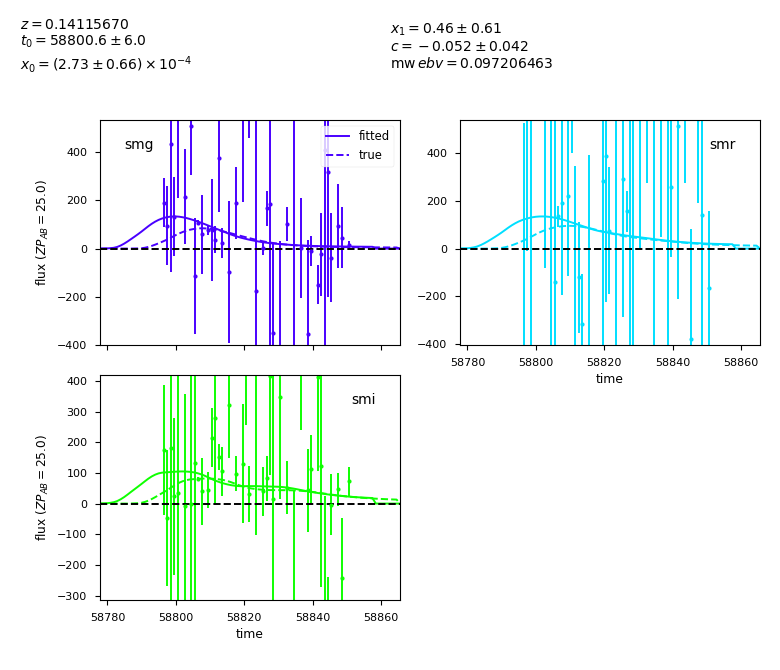 z = 0.14115670
t₀ = 58800.6 ± 6.0
x₀ = (2.73 ± 0.66) × 10⁻⁴
x₁ = 0.46 ± 0.61
c = −0.052 ± 0.042
mw ebv = 0.097206463
smg
fitted
true
400
200
0
−200
−400
flux (ZP_AB = 25.0)
smr
400
200
0
−200
−400
58780 58800 58820 58840 58860
time
smi
400
300
200
100
0
−100
−200
−300
flux (ZP_AB = 25.0)
58780 58800 58820 58840 58860
time